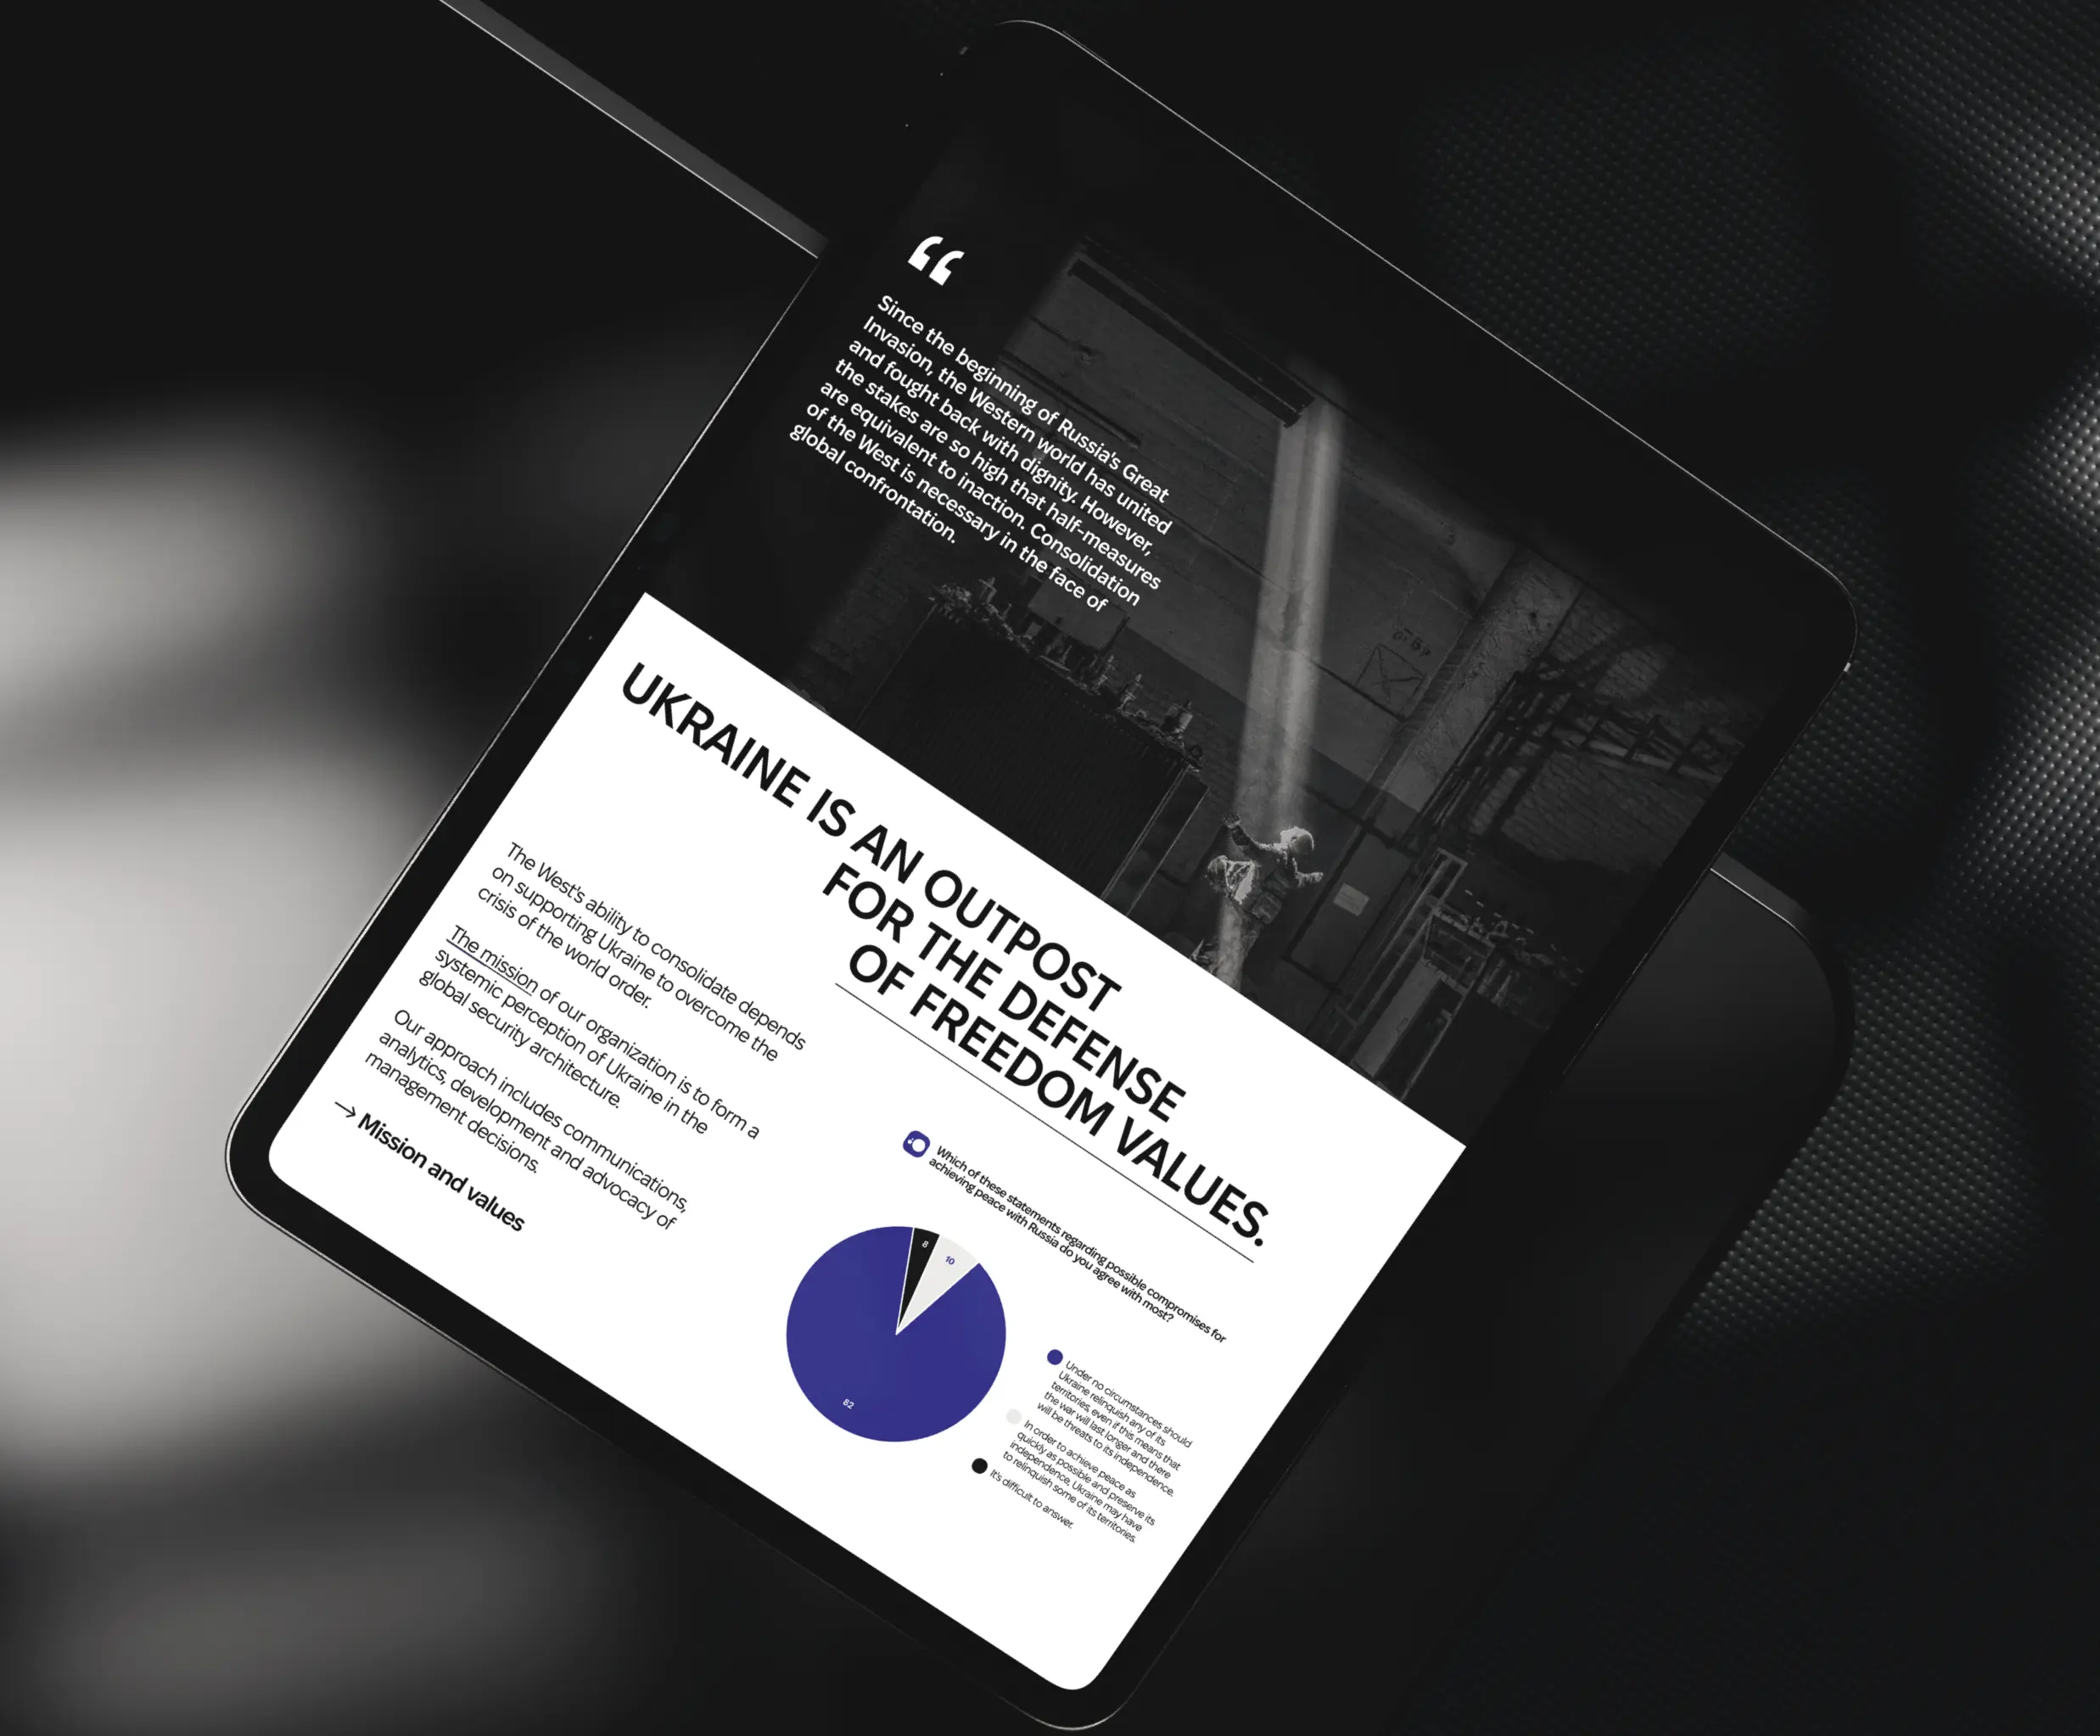 “
Since the beginning of Russia's Great
Invasion, the Western world has united
and fought back with dignity. However,
the stakes are so high that half-measures
are equivalent to inaction. Consolidation
of the West is necessary in the face of
global confrontation.
UKRAINE IS AN OUTPOST
FOR THE DEFENSE
OF FREEDOM VALUES.
The West's ability to consolidate depends
on supporting Ukraine to overcome the
crisis of the world order.
The mission of our organization is to form a
systemic perception of Ukraine in the
global security architecture.
Our approach includes communications,
analytics, development and advocacy of
management decisions.
→ Mission and values
Which of these statements regarding possible compromises for
achieving peace with Russia do you agree with most?
8
10
82
Under no circumstances should
Ukraine relinquish any of its
territories, even if this means that
the war will last longer and there
will be threats to its independence.
In order to achieve peace as
quickly as possible and preserve its
independence, Ukraine may have
to relinquish some of its territories.
It's difficult to answer.